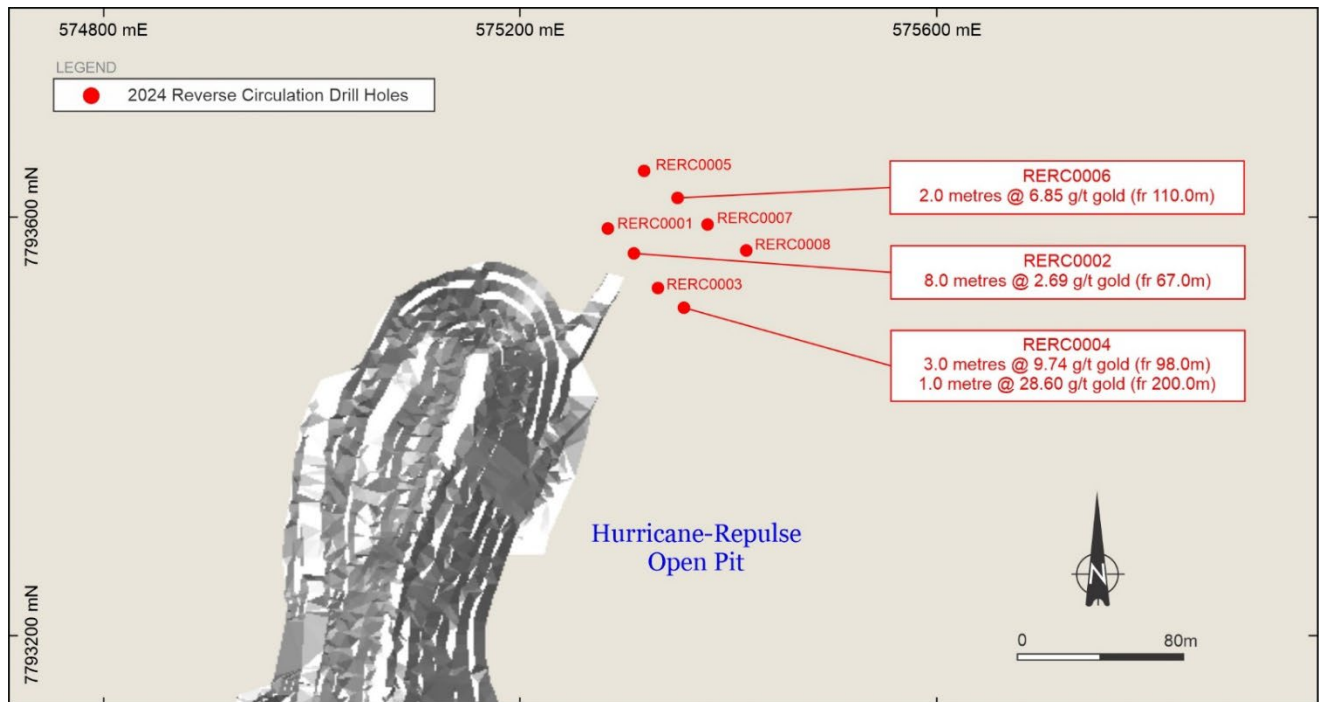 574800 mE
575200 mE
575600 mE
LEGEND
2024 Reverse Circulation Drill Holes
7793600 mN
RERC0005
RERC0006
2.0 metres @ 6.85 g/t gold (fr 110.0m)
RERC0001
RERC0007
RERC0008
RERC0002
8.0 metres @ 2.69 g/t gold (fr 67.0m)
RERC0003
RERC0004
3.0 metres @ 9.74 g/t gold (fr 98.0m)
1.0 metre @ 28.60 g/t gold (fr 200.0m)
Hurricane-Repulse
Open Pit
N
7793200 mN
0 80m